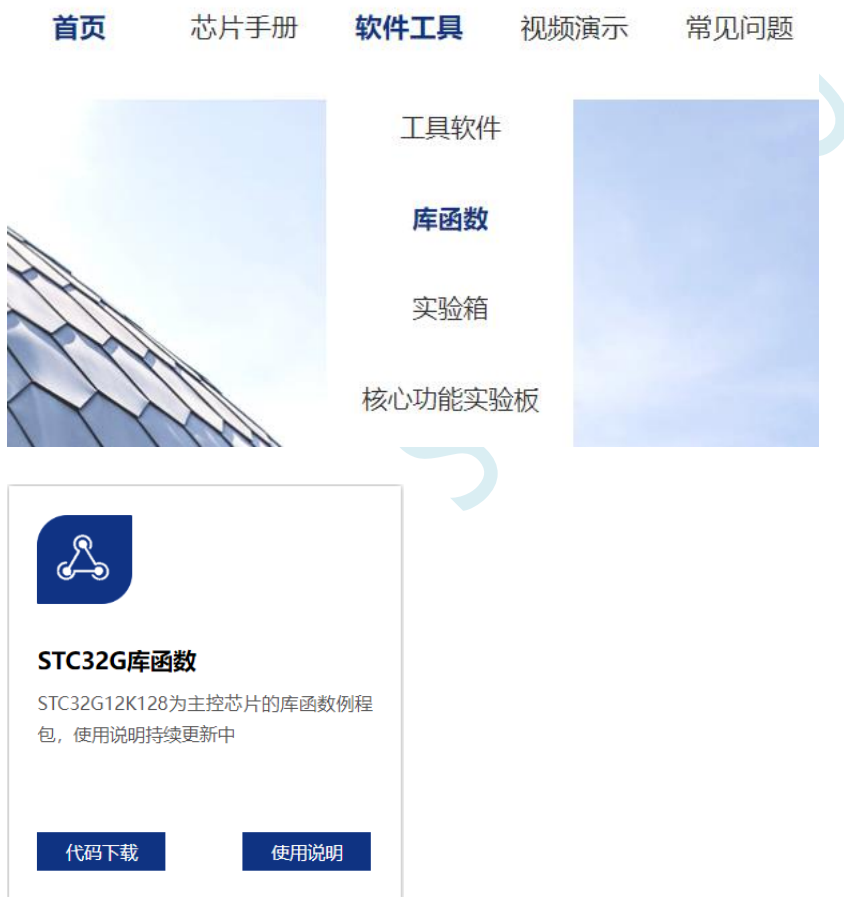 首页 芯片手册 软件工具 视频演示 常见问题
工具软件
库函数
实验箱
核心功能实验板
STC32G库函数
STC32G12K128为主控芯片的库函数例程
包，使用说明持续更新中
代码下载 使用说明